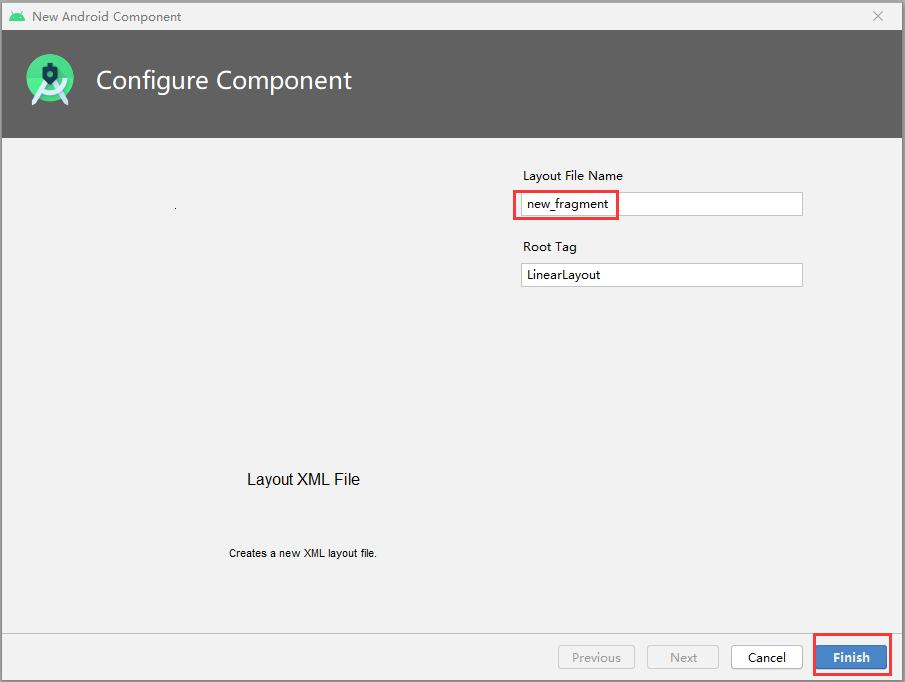 New Android Component
Configure Component
Layout File Name
new_fragment
Root Tag
LinearLayout
Layout XML File
Creates a new XML layout file.
Previous
Next
Cancel
Finish